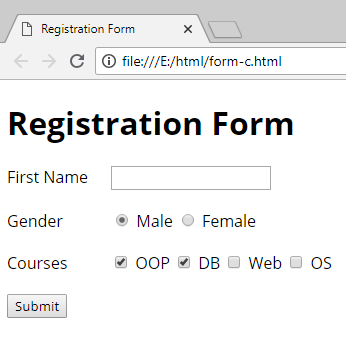 Registration Form
file:///E:/html/form-c.html
Registration Form
First Name
Gender Male Female
Courses OOP DB Web OS
Submit